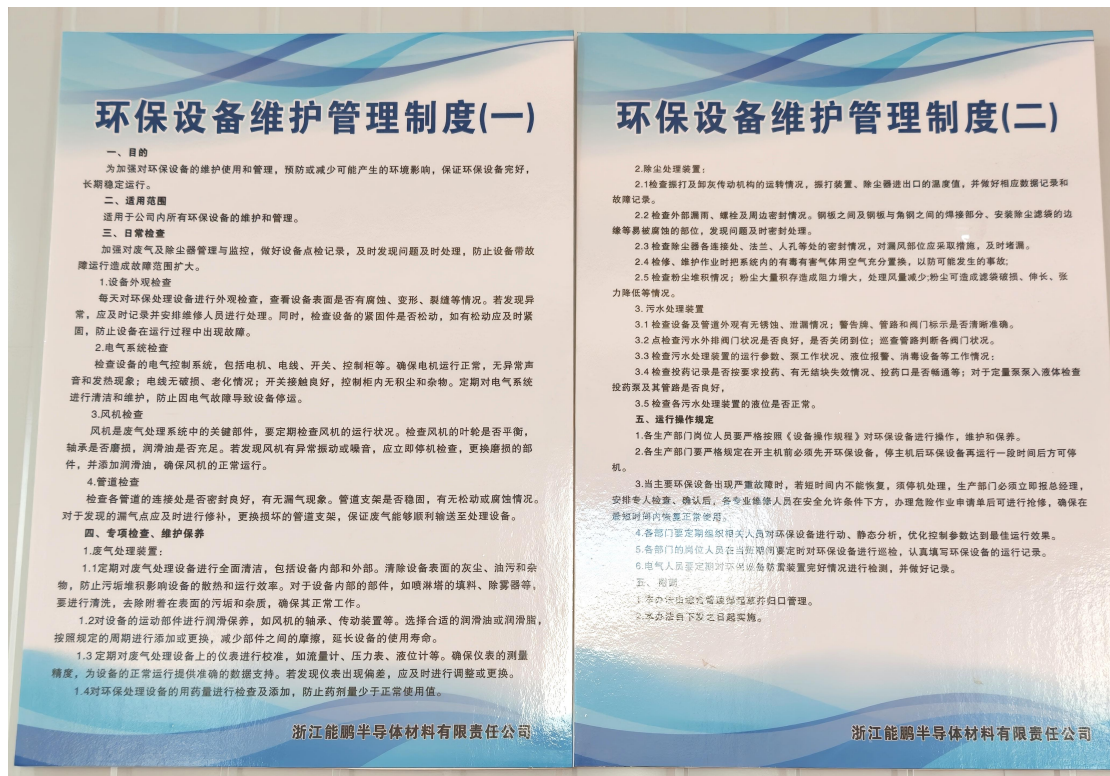 环保设备维护管理制度(一)
一、目的
为加强对环保设备的维护使用和管理，预防或减少可能产生的环境影响，保证环保设备完好，
长期稳定运行。
二、适用范围
适用于公司内所有环保设备的维护和管理。
三、日常检查
加强对废气及除尘器管理与监控，做好设备点检记录，及时发现问题及时处理，防止设备带故
障运行造成故障范围扩大。
1.设备外观检查
每天对环保处理设备进行外观检查，查看设备表面是否有腐蚀、变形、裂缝等情况。若发现异
常，应及时记录并安排维修人员进行处理。同时，检查设备的紧固件是否松动，如有松动应及时紧
固，防止设备在运行过程中出现故障。
2.电气系统检查
检查设备的电气控制系统，包括电机、电线、开关、控制柜等。确保电机运行正常，无异常声
音和发热现象；电线无破损、老化情况；开关接触良好，控制柜内无积尘和杂物。定期对电气系统
进行清洁和维护，防止因电气故障导致设备停运。
3.风机检查
风机是废气处理系统中的关键部件，要定期检查风机的运行状况。检查风机的叶轮是否平衡，
轴承是否磨损，润滑油是否充足。若发现风机有异常振动或噪音，应立即停机检查，更换磨损的部
件，并添加润滑油，确保风机的正常运行。
4.管道检查
检查各管道的连接处是否密封良好，有无漏气现象。管道支架是否稳固，有无松动或腐蚀情况。
对于发现的漏气点应及时进行修补，更换损坏的管道支架，保证废气能够顺利输送至处理设备。
四、专项检查、维护保养
1.废气处理装置：
1.1定期对废气处理设备进行全面清洁，包括设备内部和外部。清除设备表面的灰尘、油污和杂
物，防止污垢堆积影响设备的散热和运行效率。对于设备内部的部件，如喷淋塔的填料、除雾器等，
要进行清洗，去除附着在表面的污垢和杂质，确保其正常工作。
1.2对设备的运动部件进行润滑保养，如风机的轴承、传动装置等。选择合适的润滑油或润滑脂，
按照规定的周期进行添加或更换，减少部件之间的摩擦，延长设备的使用寿命。
1.3 定期对废气处理设备上的仪表进行校准，如流量计、压力表、液位计等。确保仪表的测量
精度，为设备的正常运行提供准确的数据支持。若发现仪表出现偏差，应及时进行调整或更换。
1.4对环保处理设备的用药量进行检查及添加，防止药剂量少于正常使用值。
浙江能鹏半导体材料有限责任公司
环保设备维护管理制度(二)
2.除尘处理装置：
2.1检查振打及卸灰传动机构的运转情况，振打装置、除尘器进出口的温度值，并做好相应数据记录和
故障记录。
2.2 检查外部漏雨、螺栓及周边密封情况。钢板之间及钢板与角钢之间的焊接部分、安装除尘滤袋的边
缘等易被腐蚀的部位，发现问题及时密封处理。
2.3 检查除尘器各连接处、法兰、人孔等处的密封情况，对漏风部位应采取措施，及时堵漏。
2.4 检修、维护作业时把系统内的有毒有害气体用空气充分置换，以防可能发生的事故；
2.5 检查粉尘堆积情况；粉尘大量积存造成阻力增大，处理风量减少；粉尘可造成滤袋破损、伸长、张
力降低等情况。
3. 污水处理装置
3.1 检查设备及管道外观有无锈蚀、泄漏情况；警告牌、管路和阀门标示是否清晰准确。
3.2 点检查污水外排阀门状况是否良好，是否关闭到位；巡查管路判断各阀门状况。
3.3 检查污水处理装置的运行参数、泵工作状况、液位报警、消毒设备等工作情况；
3.4 检查投药记录是否按要求投药、有无结块失效情况、投药口是否畅通等；对于定量泵泵入液体检查
投药泵及其管路是否良好，
3.5 检查各污水处理装置的液位是否正常。
五、运行操作规定
1.各生产部门岗位人员要严格按照《设备操作规程》对环保设备进行操作，维护和保养。
2.各生产部门要严格规定在开主机前必须先开环保设备，停主机后环保设备再运行一段时间后方可停
机。
3.当主要环保设备出现严重故障时，若短时间内不能恢复，须停机处理，生产部门必须立即报总经理，
安排专人检查、确认后，各专业维修人员在安全允许条件下方，办理危险作业申请单后可进行抢修，确保在
最短时间内恢复正常使用。
4.各部门要定期组织相关人员对环保设备进行动、静态分析，优化控制参数达到最佳运行效果。
5.各部门的岗位人员在当班期间要定时对环保设备进行巡检，认真填写环保设备的运行记录。
6.电气人员要定期对环保设备防雷装置完好情况进行检测，并做好记录。
五、附则
1.本办法由归口管理。
2.本办法自下发之日起实施。
浙江能鹏半导体材料有限责任公司